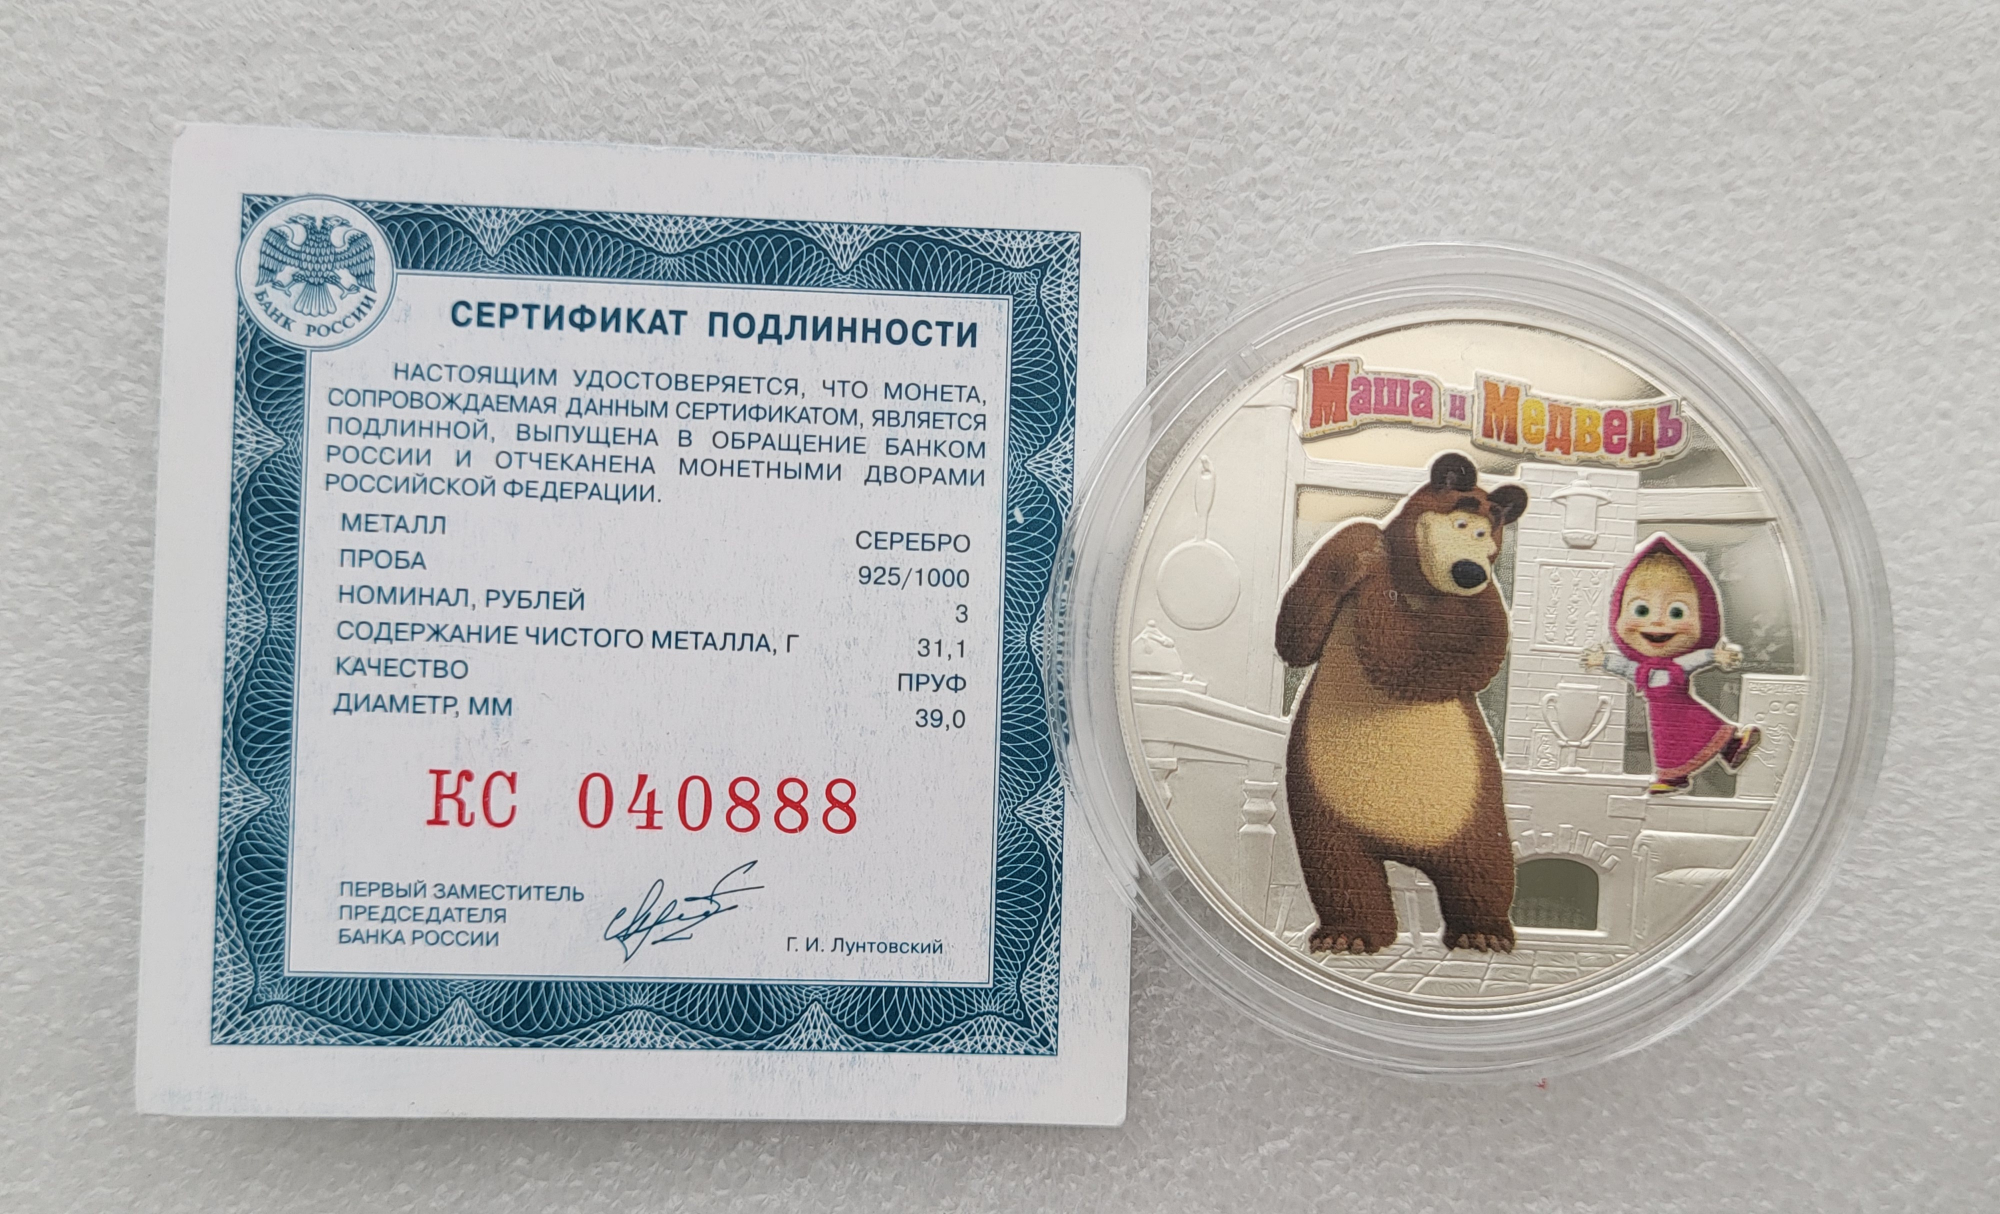 БАНК РОССИИ
СЕРТИФИКАТ ПОДЛИННОСТИ
НАСТОЯЩИМ УДОСТОВЕРЯЕТСЯ, ЧТО МОНЕТА,
СОПРОВОЖДАЕМАЯ ДАННЫМ СЕРТИФИКАТОМ, ЯВЛЯЕТСЯ
ПОДЛИННОЙ, ВЫПУЩЕНА В ОБРАЩЕНИЕ БАНКОМ
РОССИИ И ОТЧЕКАНЕНА МОНЕТНЫМИ ДВОРАМИ
РОССИЙСКОЙ ФЕДЕРАЦИИ.
МЕТАЛЛ СЕРЕБРО
ПРОБА 925/1000
НОМИНАЛ, РУБЛЕЙ 3
СОДЕРЖАНИЕ ЧИСТОГО МЕТАЛЛА, Г 31,1
КАЧЕСТВО ПРУФ
ДИАМЕТР, ММ 39,0
КС 040888
ПЕРВЫЙ ЗАМЕСТИТЕЛЬ
ПРЕДСЕДАТЕЛЯ
БАНКА РОССИИ
Г. И. Лунтовский
Маша и Медведь